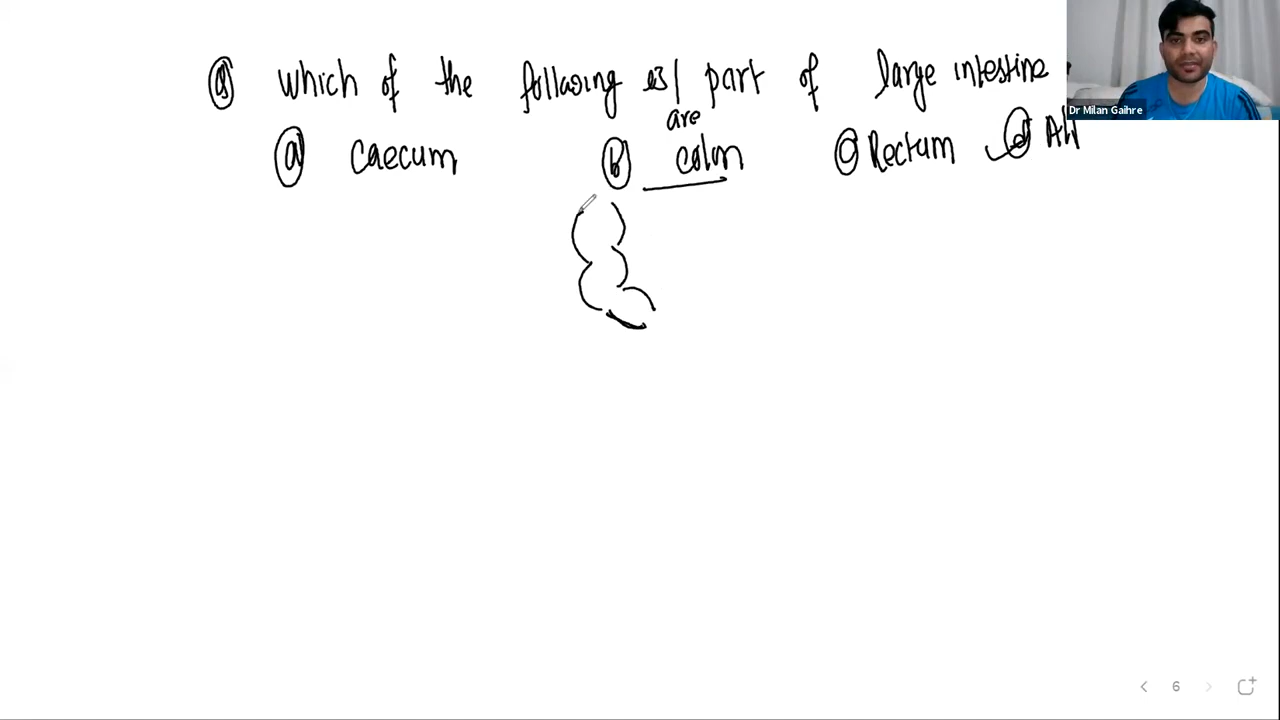 Q Which of the following is/ part of large intestine
are
a caecum b colon c Rectum d All
Dr Milan Gaihre
6